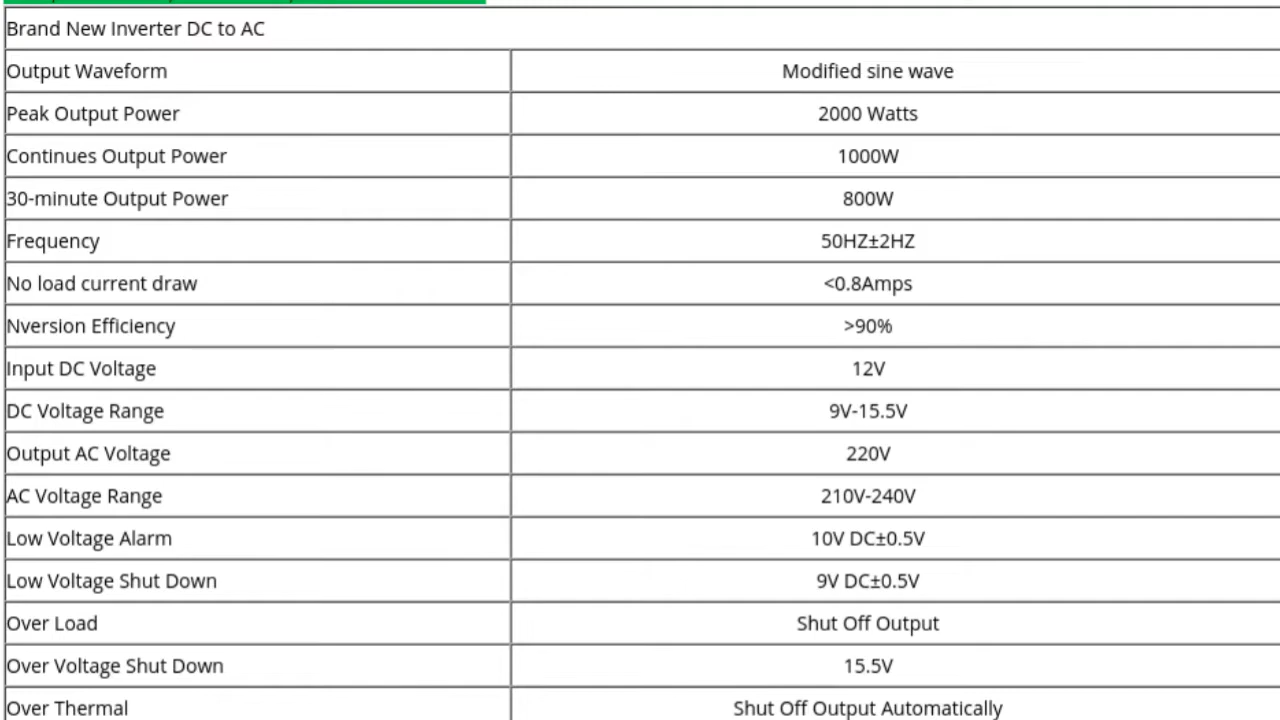 Brand New Inverter DC to AC
Output Waveform Modified sine wave
Peak Output Power 2000 Watts
Continues Output Power 1000W
30-minute Output Power 800W
Frequency 50HZ±2HZ
No load current draw <0.8Amps
Nversion Efficiency >90%
Input DC Voltage 12V
DC Voltage Range 9V-15.5V
Output AC Voltage 220V
AC Voltage Range 210V-240V
Low Voltage Alarm 10V DC±0.5V
Low Voltage Shut Down 9V DC±0.5V
Over Load Shut Off Output
Over Voltage Shut Down 15.5V
Over Thermal Shut Off Output Automatically